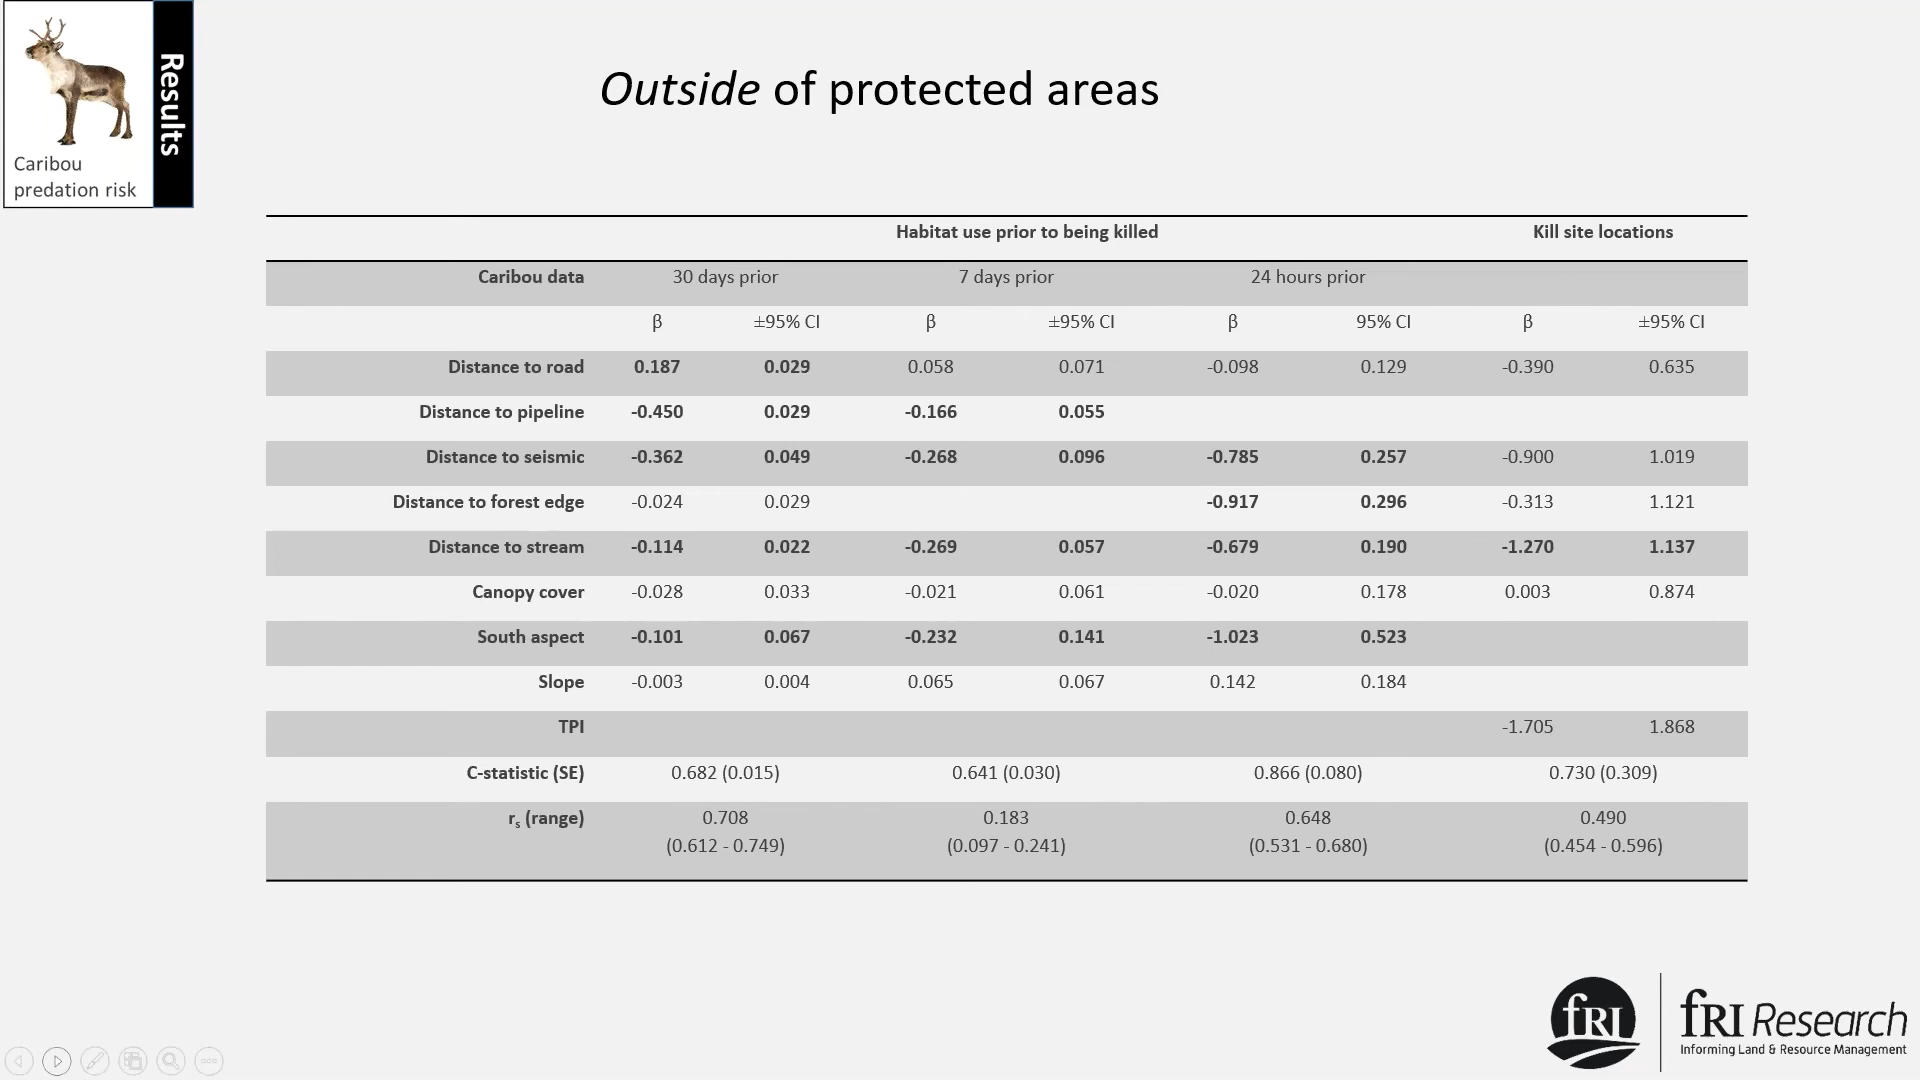 Results
Caribou
predation risk
Outside of protected areas
Habitat use prior to being killed Kill site locations
Caribou data 30 days prior 7 days prior 24 hours prior
β ±95% CI β ±95% CI β 95% CI β ±95% CI
Distance to road 0.187 0.029 0.058 0.071 -0.098 0.129 -0.390 0.635
Distance to pipeline -0.450 0.029 -0.166 0.055
Distance to seismic -0.362 0.049 -0.268 0.096 -0.785 0.257 -0.900 1.019
Distance to forest edge -0.024 0.029 -0.917 0.296 -0.313 1.121
Distance to stream -0.114 0.022 -0.269 0.057 -0.679 0.190 -1.270 1.137
Canopy cover -0.028 0.033 -0.021 0.061 -0.020 0.178 0.003 0.874
South aspect -0.101 0.067 -0.232 0.141 -1.023 0.523
Slope -0.003 0.004 0.065 0.067 0.142 0.184
TPI -1.705 1.868
C-statistic (SE) 0.682 (0.015) 0.641 (0.030) 0.866 (0.080) 0.730 (0.309)
rs (range) 0.708 0.183 0.648 0.490
(0.612 - 0.749) (0.097 - 0.241) (0.531 - 0.680) (0.454 - 0.596)
fRI
fRI Research
Informing Land & Resource Management